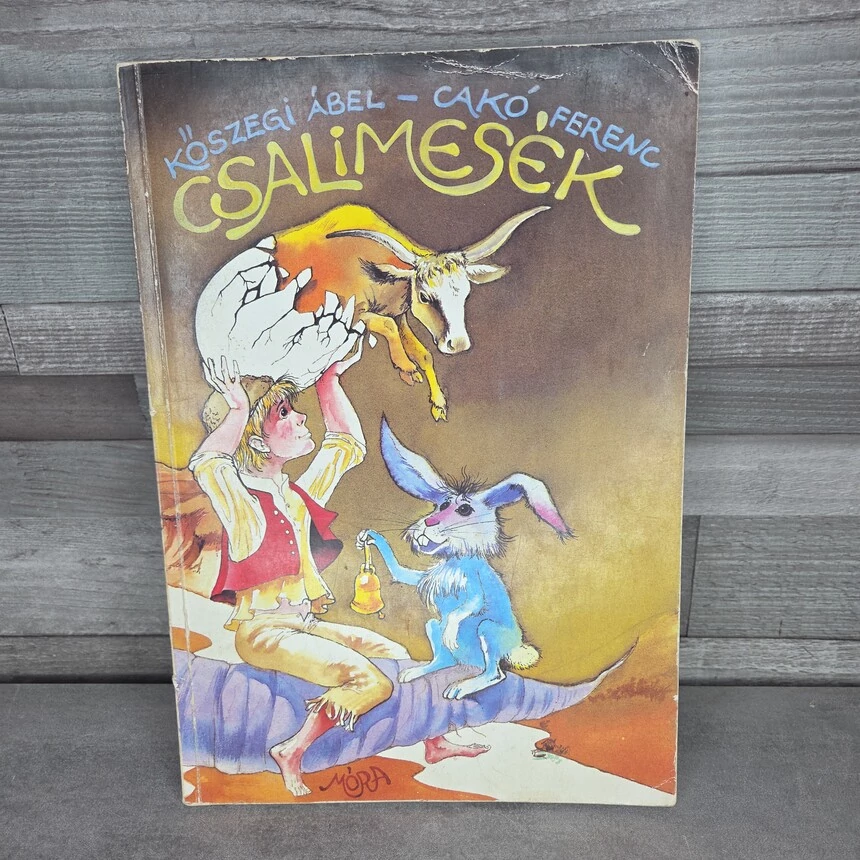 KŐSZEGI ÁBEL – CAKÓ FERENC
CSALIMESÉK
MÓRA